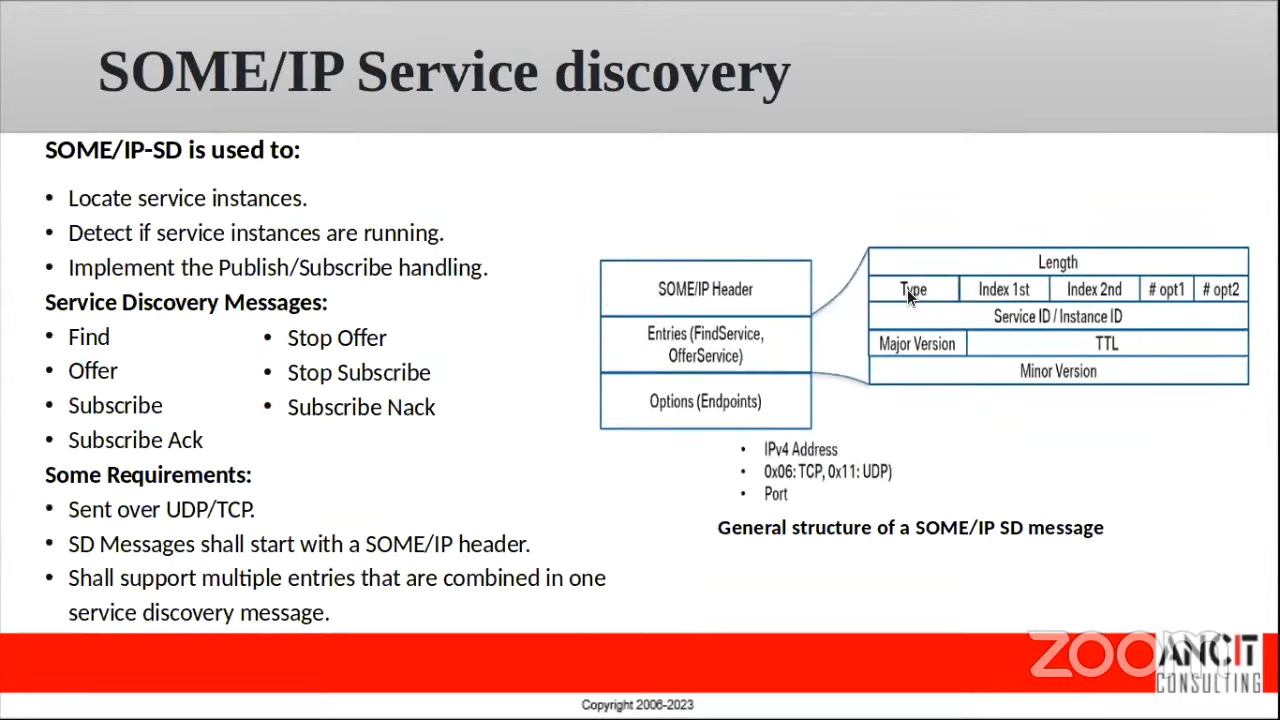 SOME/IP Service discovery
SOME/IP-SD is used to:
• Locate service instances.
• Detect if service instances are running.
• Implement the Publish/Subscribe handling.
Service Discovery Messages:
• Find
• Offer
• Subscribe
• Subscribe Ack
• Stop Offer
• Stop Subscribe
• Subscribe Nack
Some Requirements:
• Sent over UDP/TCP.
• SD Messages shall start with a SOME/IP header.
• Shall support multiple entries that are combined in one
service discovery message.
SOME/IP Header
Entries (FindService,
OfferService)
Options (Endpoints)
Length
Type Index 1st Index 2nd # opt1 # opt2
Service ID / Instance ID
Major Version TTL
Minor Version
• IPv4 Address
• 0x06: TCP, 0x11: UDP)
• Port
General structure of a SOME/IP SD message
zoom
ANCIT
CONSULTING
Copyright 2006-2023